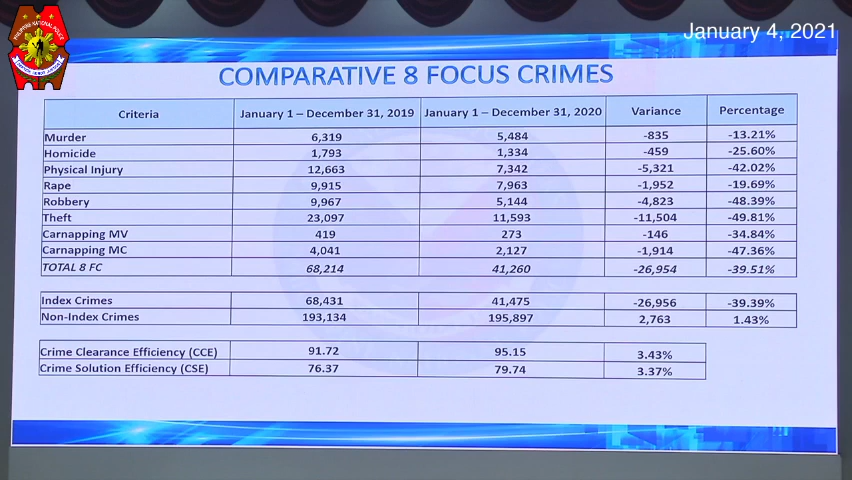 January 4, 2021
PHILIPPINE NATIONAL POLICE
COMPARATIVE 8 FOCUS CRIMES
Criteria January 1 – December 31, 2019 January 1 – December 31, 2020 Variance Percentage
Murder 6,319 5,484 -835 -13.21%
Homicide 1,793 1,334 -459 -25.60%
Physical Injury 12,663 7,342 -5,321 -42.02%
Rape 9,915 7,963 -1,952 -19.69%
Robbery 9,967 5,144 -4,823 -48.39%
Theft 23,097 11,593 -11,504 -49.81%
Carnapping MV 419 273 -146 -34.84%
Carnapping MC 4,041 2,127 -1,914 -47.36%
TOTAL 8 FC 68,214 41,260 -26,954 -39.51%
Index Crimes 68,431 41,475 -26,956 -39.39%
Non-Index Crimes 193,134 195,897 2,763 1.43%
Crime Clearance Efficiency (CCE) 91.72 95.15 3.43%
Crime Solution Efficiency (CSE) 76.37 79.74 3.37%